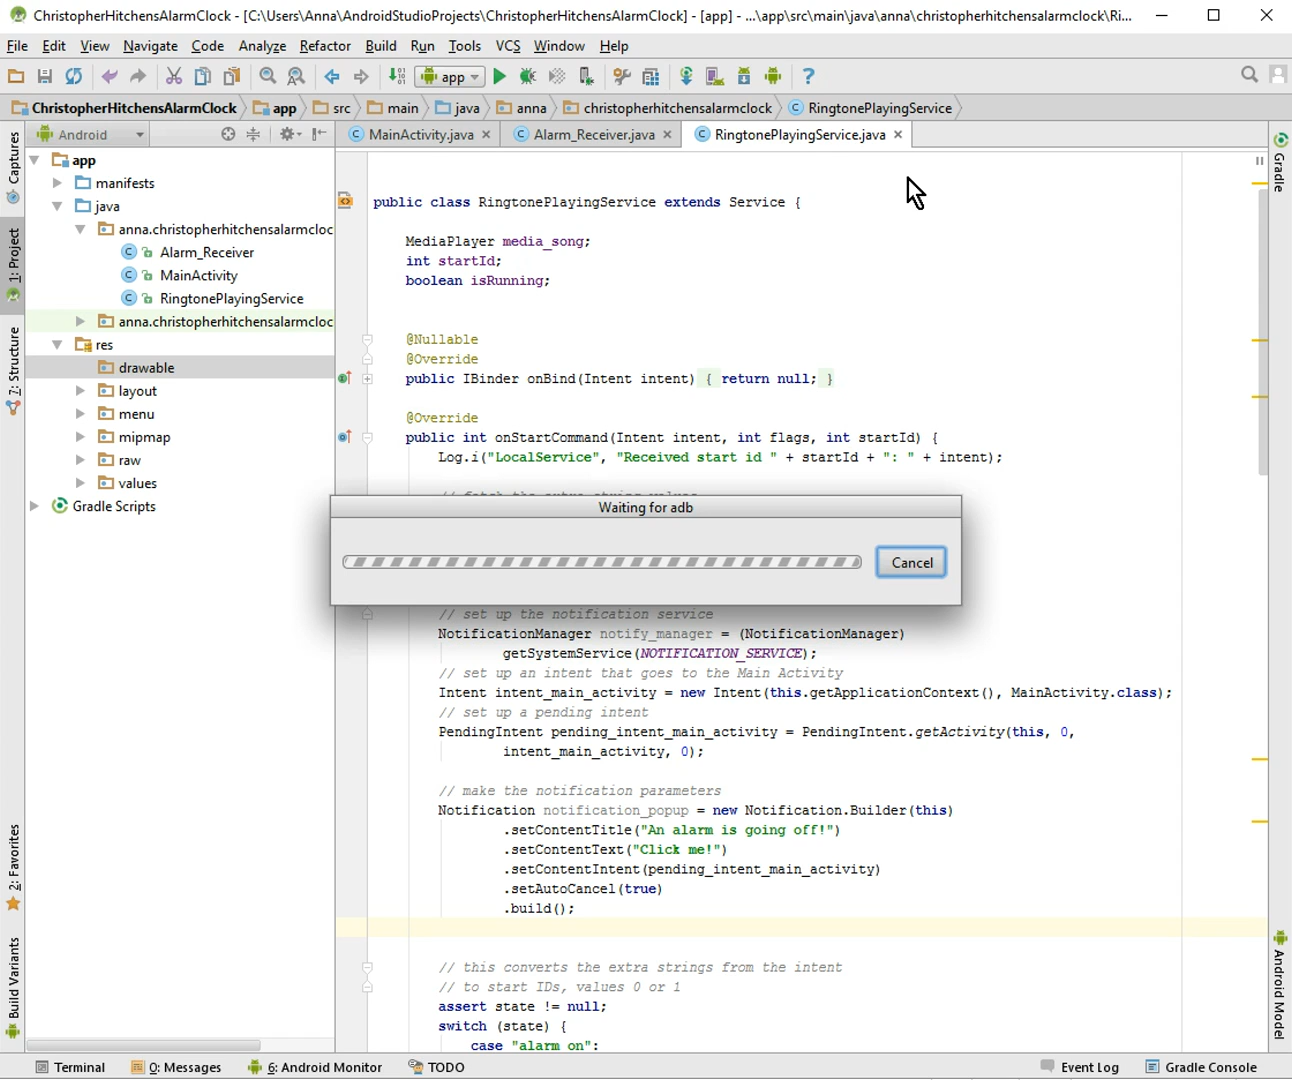 ChristopherHitchensAlarmClock - [C:\Users\Anna\AndroidStudioProjects\ChristopherHitchensAlarmClock] - [app] - ...\app\src\main\java\anna\christopherhitchensalarmclock\Ri...
File Edit View Navigate Code Analyze Refactor Build Run Tools VCS Window Help
app
ChristopherHitchensAlarmClock app src main java anna christopherhitchensalarmclock RingtonePlayingService
Android MainActivity.java Alarm_Receiver.java RingtonePlayingService.java
Captures
1: Project
7: Structure
2: Favorites
Build Variants
app
manifests
java
anna.christopherhitchensalarmcloc
Alarm_Receiver
MainActivity
RingtonePlayingService
anna.christopherhitchensalarmcloc
res
drawable
layout
menu
mipmap
raw
values
Gradle Scripts
public class RingtonePlayingService extends Service {
MediaPlayer media_song;
int startId;
boolean isRunning;
@Nullable
@Override
public IBinder onBind(Intent intent) { return null; }
@Override
public int onStartCommand(Intent intent, int flags, int startId) {
Log.i("LocalService", "Received start id " + startId + ": " + intent);
// fetch the extra string values
Waiting for adb
Cancel
// set up the notification service
NotificationManager notify_manager = (NotificationManager)
getSystemService(NOTIFICATION_SERVICE);
// set up an intent that goes to the Main Activity
Intent intent_main_activity = new Intent(this.getApplicationContext(), MainActivity.class);
// set up a pending intent
PendingIntent pending_intent_main_activity = PendingIntent.getActivity(this, 0,
intent_main_activity, 0);
// make the notification parameters
Notification notification_popup = new Notification.Builder(this)
.setContentTitle("An alarm is going off!")
.setContentText("Click me!")
.setContentIntent(pending_intent_main_activity)
.setAutoCancel(true)
.build();
// this converts the extra strings from the intent
// to start IDs, values 0 or 1
assert state != null;
switch (state) {
case "alarm on":
Gradle
Android Model
Terminal 0: Messages 6: Android Monitor TODO Event Log Gradle Console